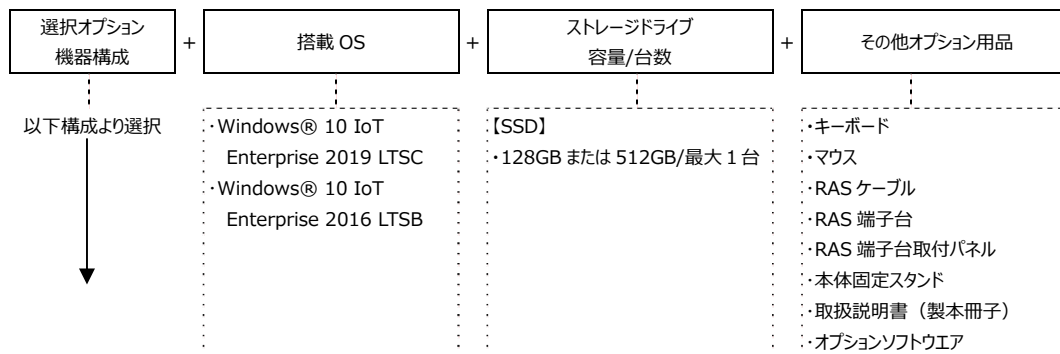 選択オプション
機器構成
+
搭載 OS
+
ストレージドライブ
容量/台数
+
その他オプション用品
以下構成より選択
・Windows® 10 IoT
Enterprise 2019 LTSC
・Windows® 10 IoT
Enterprise 2016 LTSB
【SSD】
・128GB または 512GB/最大 1 台
・キーボード
・マウス
・RAS ケーブル
・RAS 端子台
・RAS 端子台取付パネル
・本体固定スタンド
・取扱説明書（製本冊子）
・オプションソフトウエア